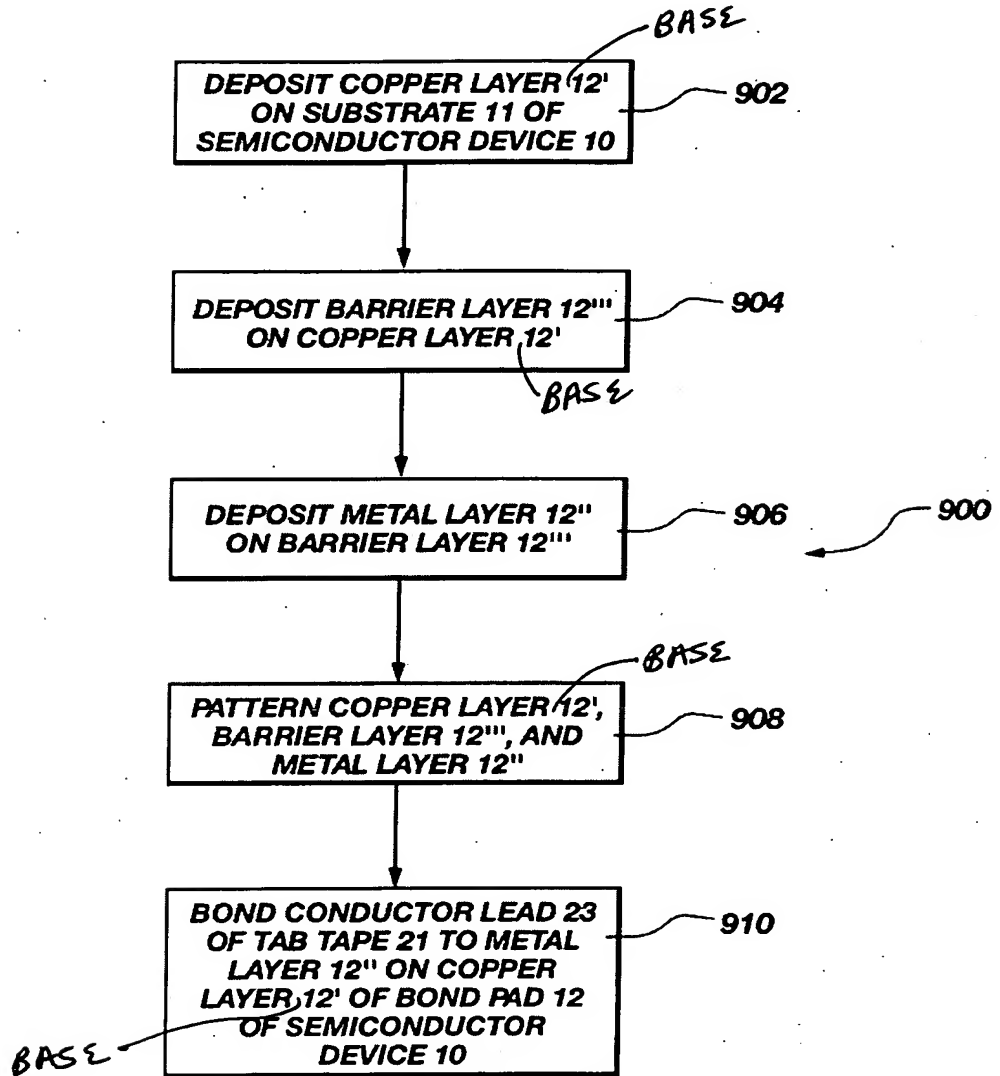 BASE
DEPOSIT COPPER LAYER 12'
ON SUBSTRATE 11 OF
SEMICONDUCTOR DEVICE 10
902
DEPOSIT BARRIER LAYER 12'''
ON COPPER LAYER 12'
904
BASE
DEPOSIT METAL LAYER 12''
ON BARRIER LAYER 12'''
906
900
BASE
PATTERN COPPER LAYER 12',
BARRIER LAYER 12''', AND
METAL LAYER 12''
908
BOND CONDUCTOR LEAD 23
OF TAB TAPE 21 TO METAL
LAYER 12'' ON COPPER
LAYER 12' OF BOND PAD 12
OF SEMICONDUCTOR
DEVICE 10
910
BASE